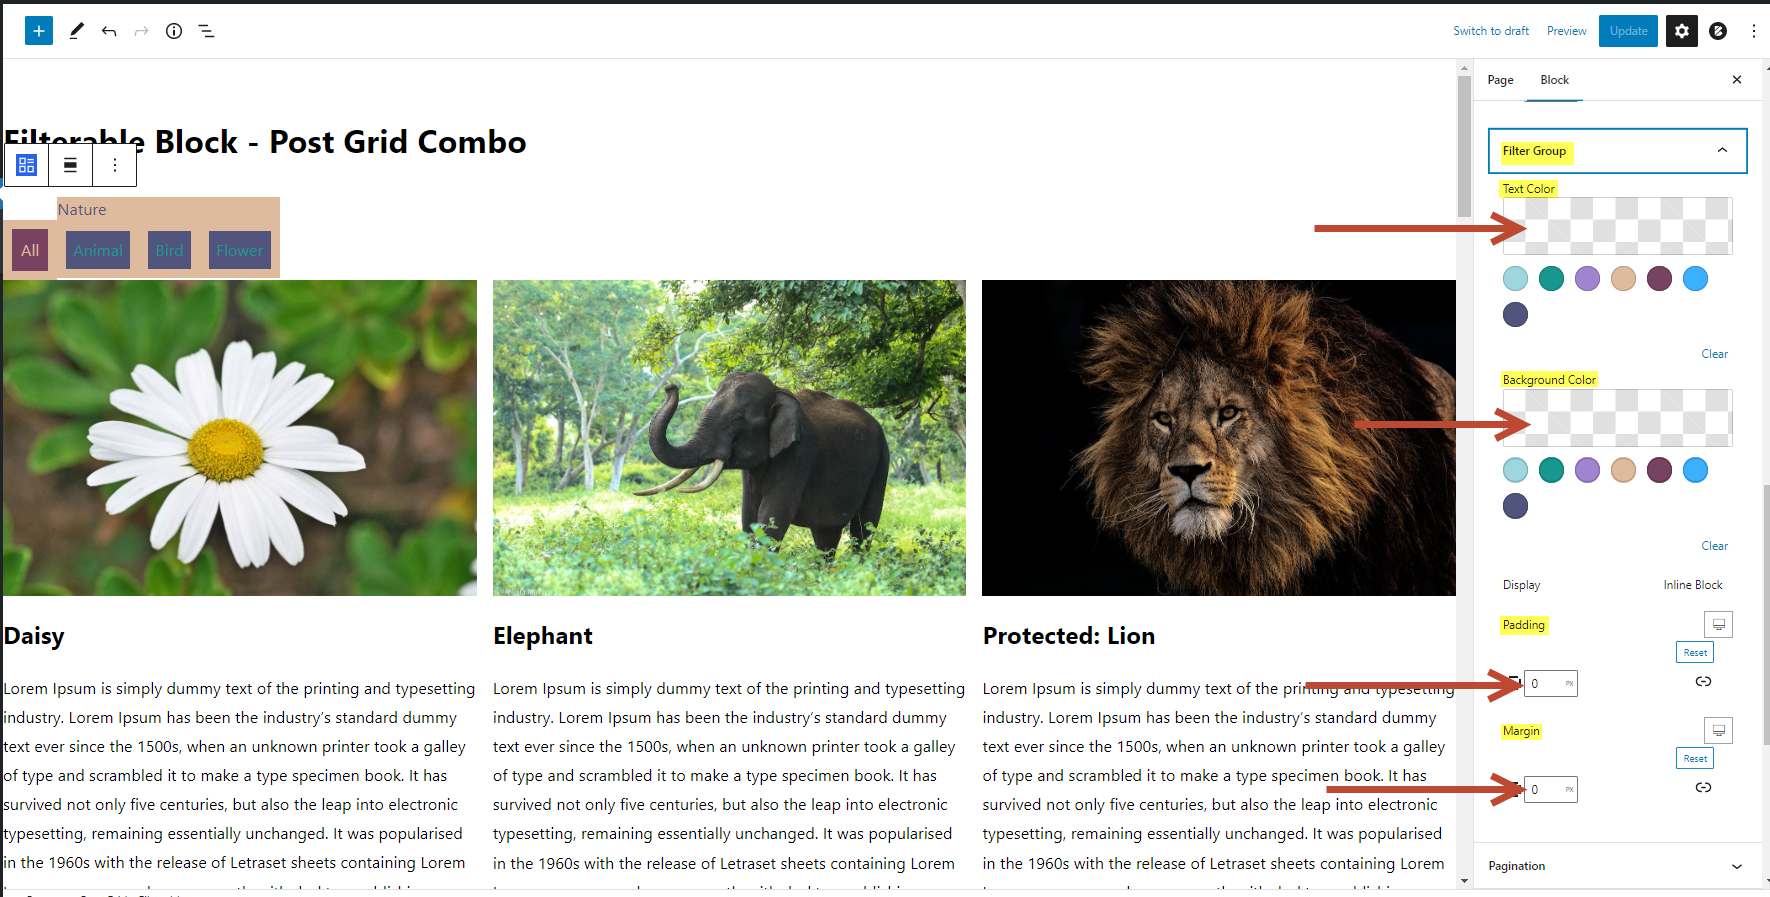 Switch to draft
Preview
Update
Page
Block
Filterable Block - Post Grid Combo
Nature
All
Animal
Bird
Flower
Daisy
Lorem Ipsum is simply dummy text of the printing and typesetting
industry. Lorem Ipsum has been the industry’s standard dummy
text ever since the 1500s, when an unknown printer took a galley
of type and scrambled it to make a type specimen book. It has
survived not only five centuries, but also the leap into electronic
typesetting, remaining essentially unchanged. It was popularised
in the 1960s with the release of Letraset sheets containing Lorem
Elephant
Lorem Ipsum is simply dummy text of the printing and typesetting
industry. Lorem Ipsum has been the industry’s standard dummy
text ever since the 1500s, when an unknown printer took a galley
of type and scrambled it to make a type specimen book. It has
survived not only five centuries, but also the leap into electronic
typesetting, remaining essentially unchanged. It was popularised
in the 1960s with the release of Letraset sheets containing Lorem
Protected: Lion
Lorem Ipsum is simply dummy text of the printing and typesetting
industry. Lorem Ipsum has been the industry’s standard dummy
text ever since the 1500s, when an unknown printer took a galley
of type and scrambled it to make a type specimen book. It has
survived not only five centuries, but also the leap into electronic
typesetting, remaining essentially unchanged. It was popularised
in the 1960s with the release of Letraset sheets containing Lorem
Filter Group
Text Color
Clear
Background Color
Clear
Display
Inline Block
Padding
Reset
0 PX
Margin
Reset
0 PX
Pagination